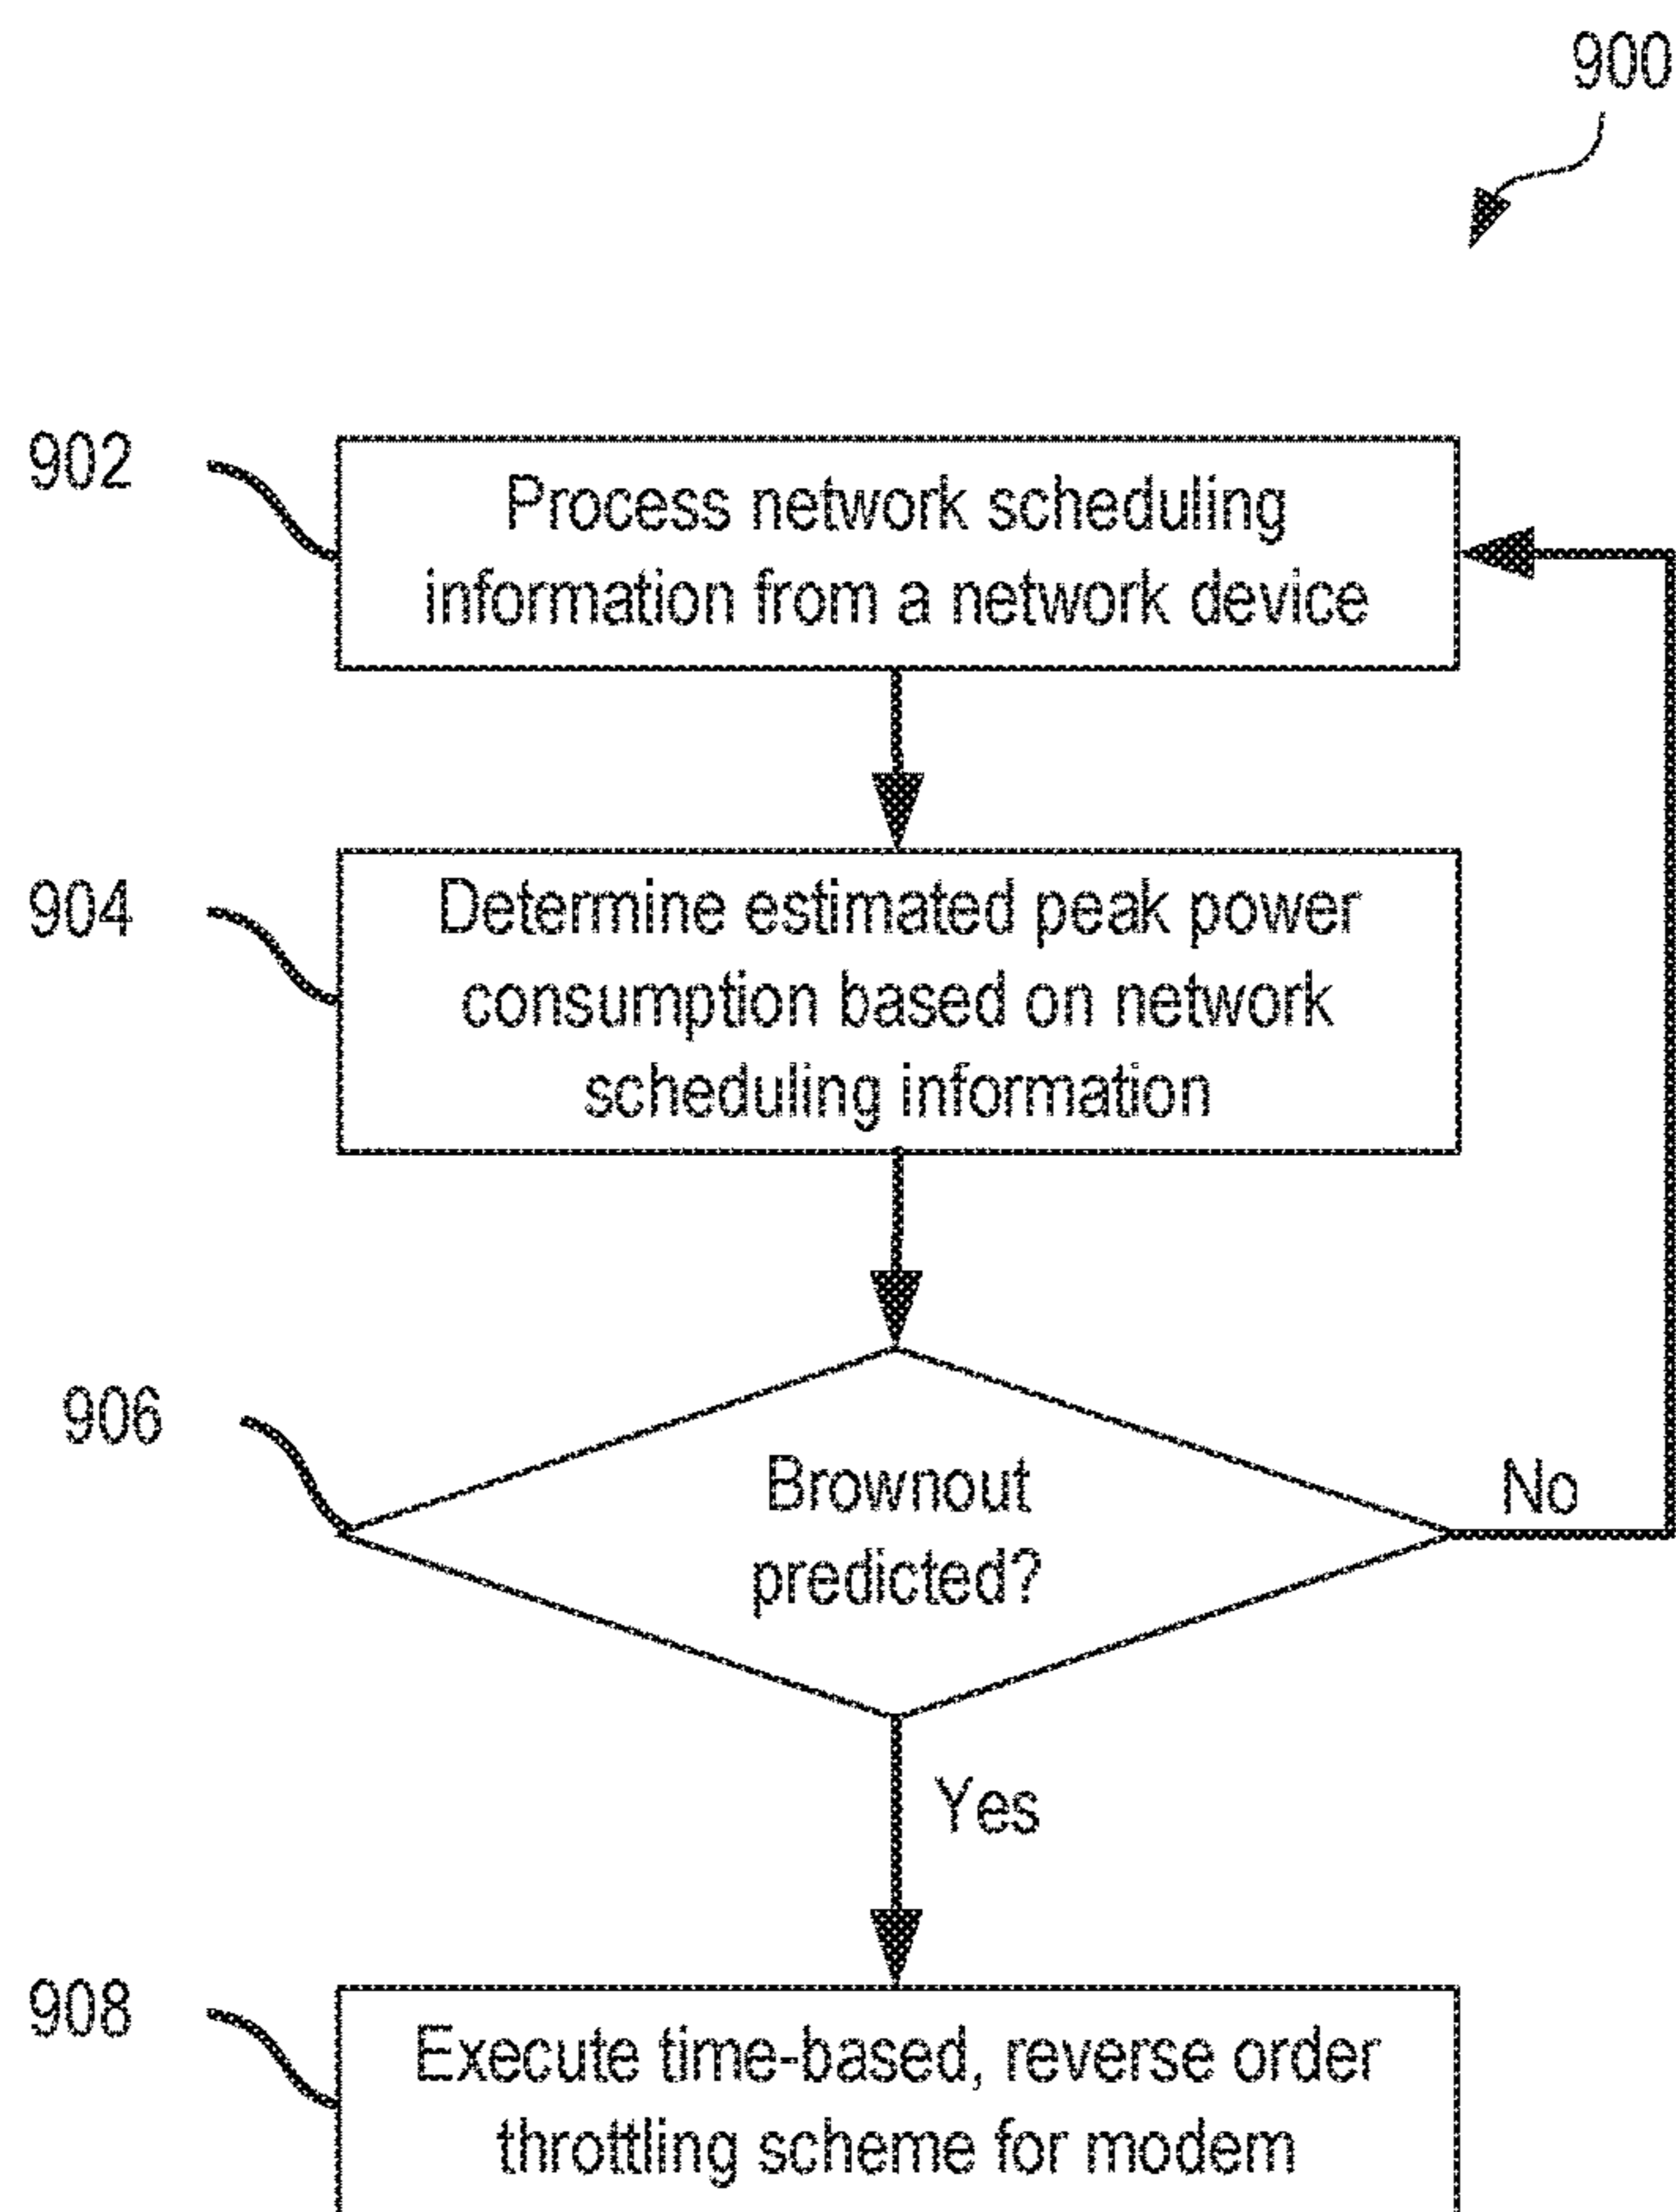 900
902
Process network scheduling
information from a network device
904
Determine estimated peak power
consumption based on network
scheduling information
906
Brownout
predicted?
No
Yes
908
Execute time-based, reverse order
throttling scheme for modem